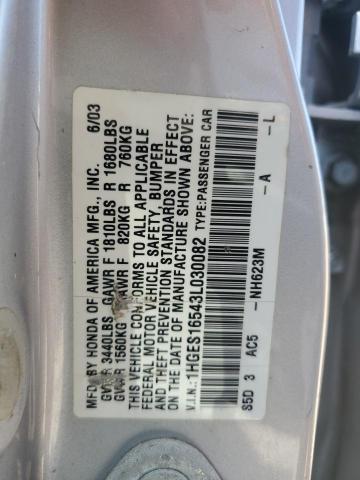 MFD. BY HONDA OF AMERICA MFG., INC. 6/03
GVWR 3440LBS GAWR F 1810LBS R 1680LBS
GVWR 1560KG GAWR F 820KG R 760KG
THIS VEHICLE CONFORMS TO ALL APPLICABLE
FEDERAL MOTOR VEHICLE SAFETY, BUMPER
AND THEFT PREVENTION STANDARDS IN EFFECT
ON THE DATE OF MANUFACTURE SHOWN ABOVE.
V.I.N.:1HGES16543L030082 TYPE:PASSENGER CAR
-NH623M -A -L
S5D 3 AC5